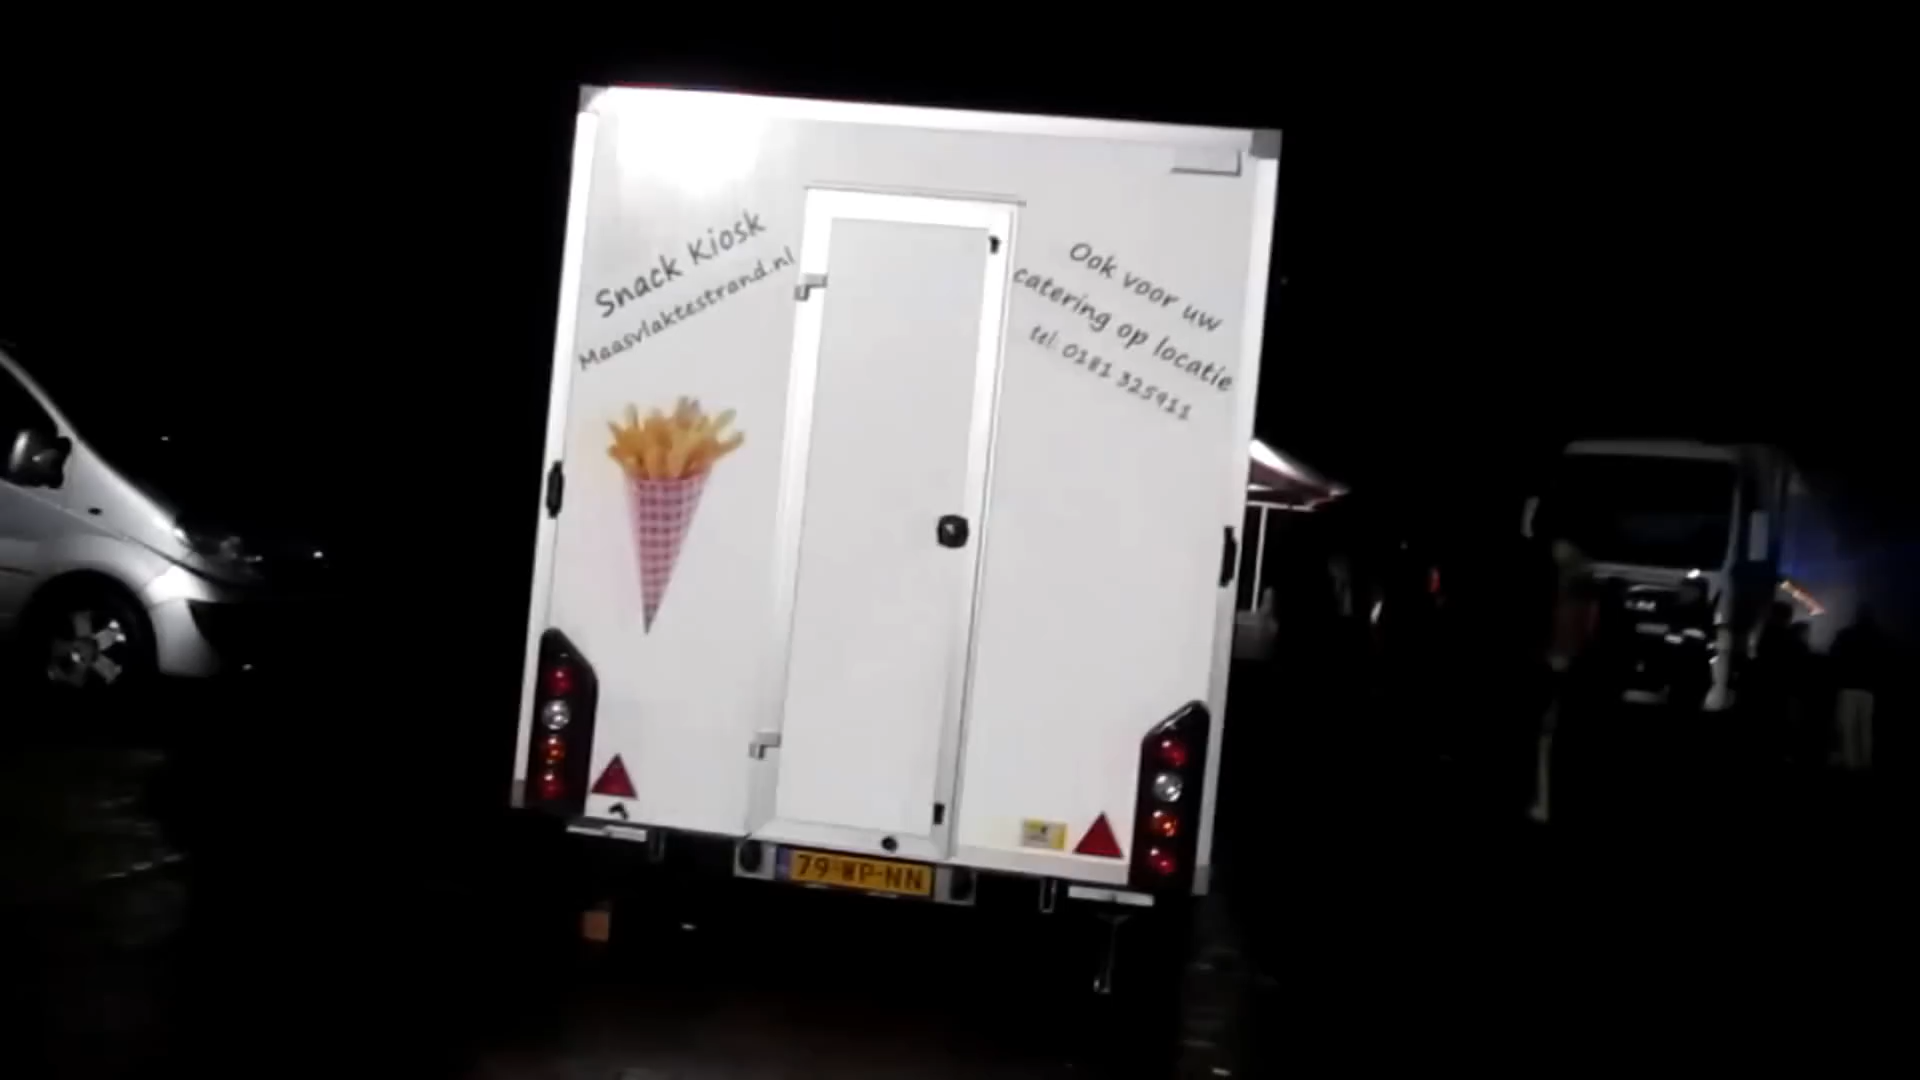 Snack Kiosk
Maasvlaktestrand.nl
Ook voor uw
catering op locatie
tel: 0181 325911
79-WP-NN